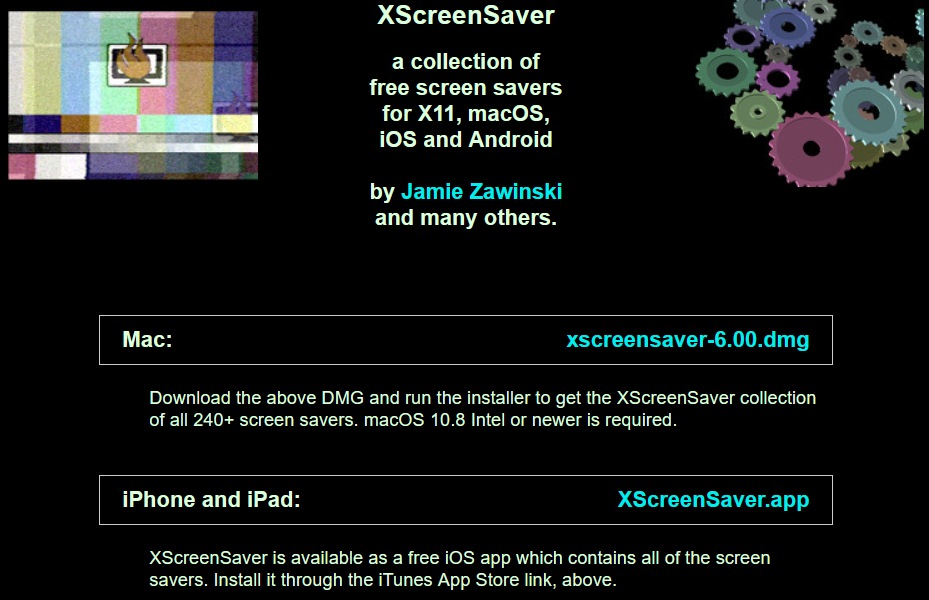 XScreenSaver
a collection of
free screen savers
for X11, macOS,
iOS and Android
by Jamie Zawinski
and many others.
Mac:
xscreensaver-6.00.dmg
Download the above DMG and run the installer to get the XScreenSaver collection
of all 240+ screen savers. macOS 10.8 Intel or newer is required.
iPhone and iPad:
XScreenSaver.app
XScreenSaver is available as a free iOS app which contains all of the screen
savers. Install it through the iTunes App Store link, above.